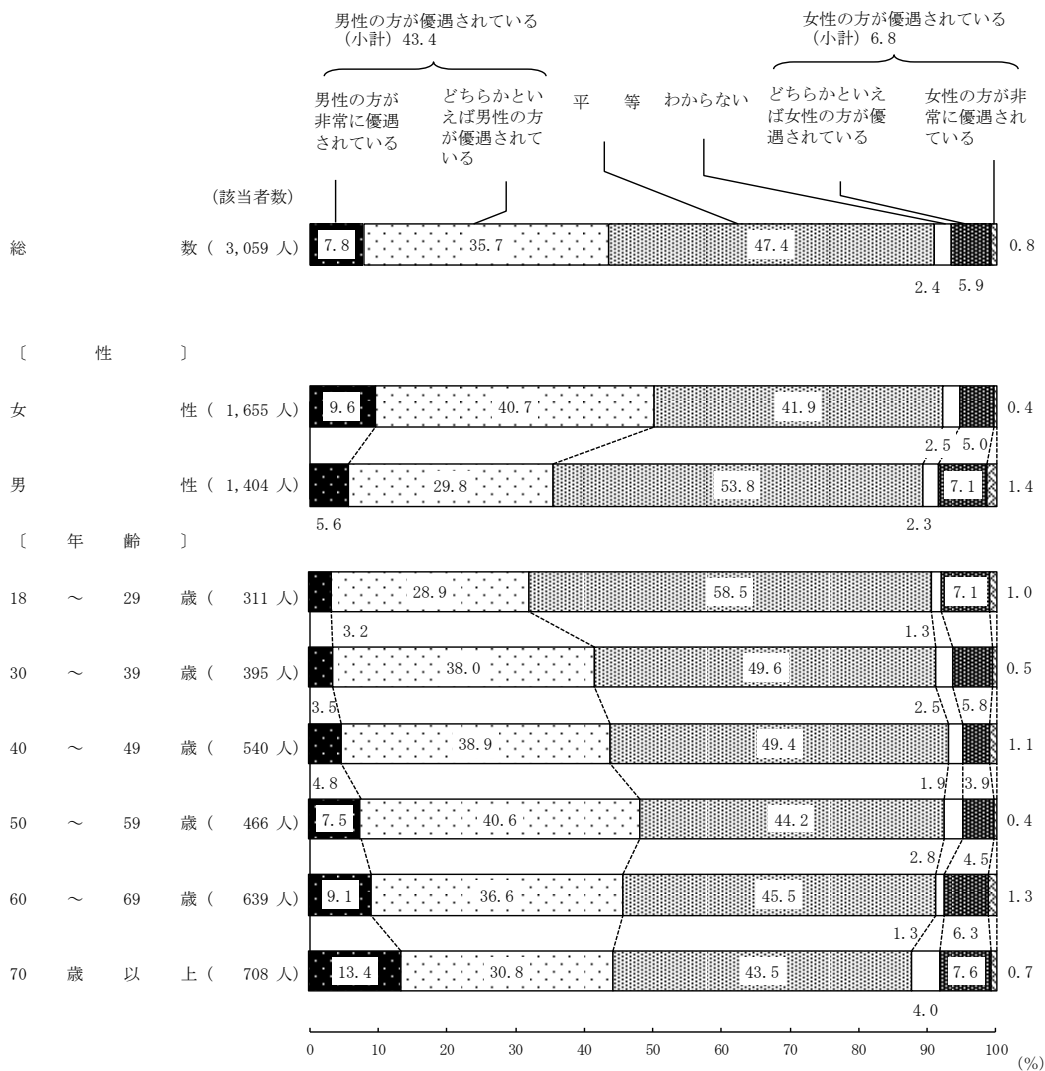 男性の方が優遇されている
（小計）43.4
女性の方が優遇されている
（小計）6.8
男性の方が
非常に優遇
されている
どちらかとい
えば男性の方
が優遇されて
いる
平 等
わからない
どちらかといえ
ば女性の方が優
遇されている
女性の方が非
常に優遇され
ている
(該当者数)
総 数 ( 3,059 人) 7.8 35.7 47.4 0.8
2.4 5.9
〔 性 〕
女 性 ( 1,655 人) 9.6 40.7 41.9 0.4
2.5 5.0
男 性 ( 1,404 人) 29.8 53.8 7.1 1.4
5.6 2.3
〔 年 齢 〕
18 ～ 29 歳 ( 311 人) 28.9 58.5 7.1 1.0
3.2 1.3
30 ～ 39 歳 ( 395 人) 38.0 49.6 0.5
3.5 2.5 5.8
40 ～ 49 歳 ( 540 人) 38.9 49.4 1.1
4.8 1.9 3.9
50 ～ 59 歳 ( 466 人) 7.5 40.6 44.2 0.4
2.8 4.5
60 ～ 69 歳 ( 639 人) 9.1 36.6 45.5 1.3
1.3 6.3
70 歳 以 上 ( 708 人) 13.4 30.8 43.5 7.6 0.7
4.0
0 10 20 30 40 50 60 70 80 90 100
(%)